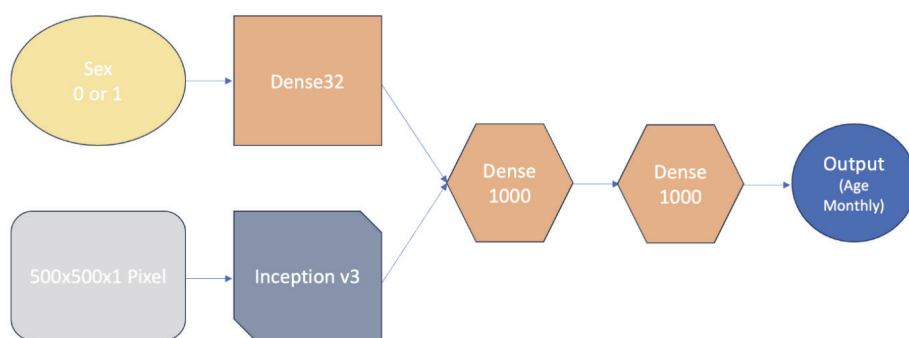 Sex
0 or 1
Dense32
500x500x1 Pixel
Inception v3
Dense
1000
Dense
1000
Output
(Age
Monthly)